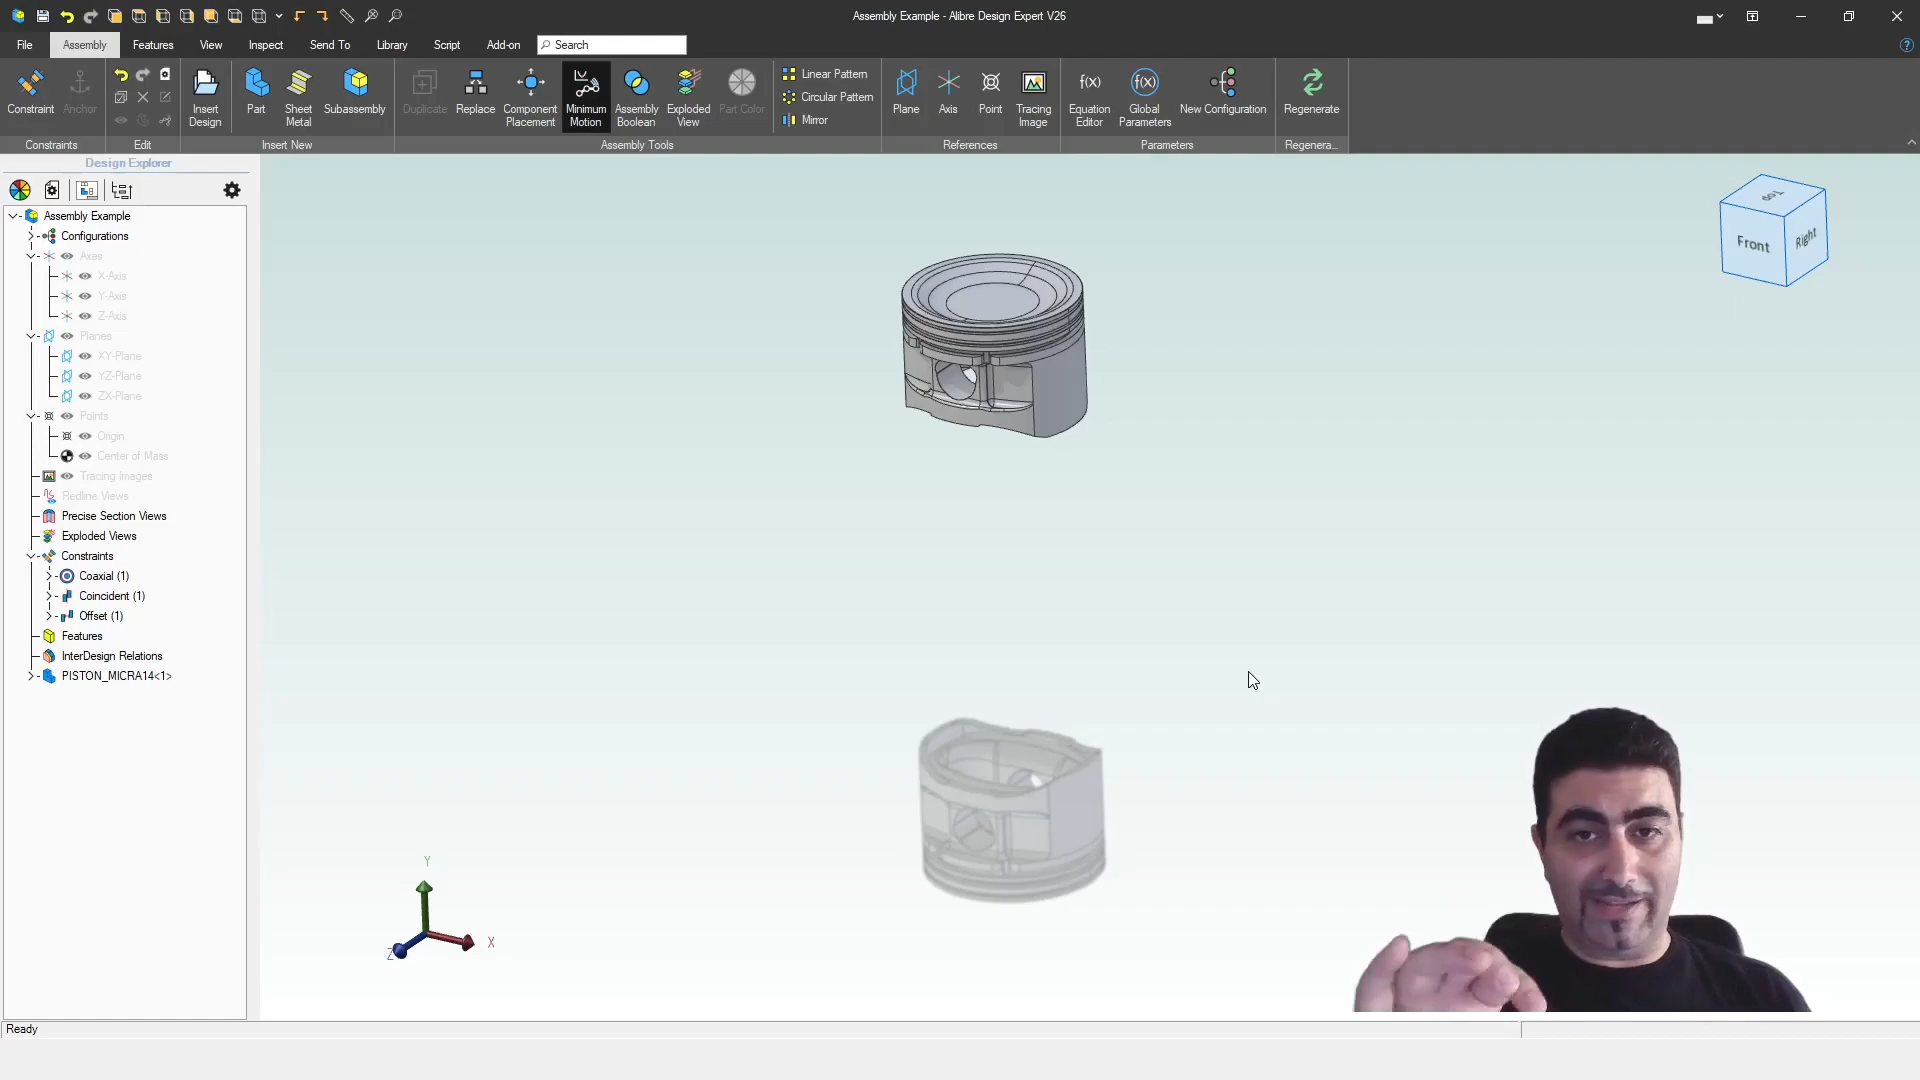 Assembly Example - Alibre Design Expert V26
File Assembly Features View Inspect Send To Library Script Add-on Search
Constraint Anchor
Insert Design
Part
Sheet Metal
Subassembly
Duplicate
Replace
Component Placement
Minimum Motion
Assembly Boolean
Exploded View
Part Color
Linear Pattern
Circular Pattern
Mirror
Plane
Axis
Point
Tracing Image
f(x)
Equation Editor
f(x)
Global Parameters
New Configuration
Regenerate
Constraints Edit Insert New Assembly Tools References Parameters Regenera...
Design Explorer
Assembly Example
Configurations
Axes
X-Axis
Y-Axis
Z-Axis
Planes
XY-Plane
YZ-Plane
ZX-Plane
Points
Origin
Center of Mass
Tracing Images
Redline Views
Precise Section Views
Exploded Views
Constraints
Coaxial (1)
Coincident (1)
Offset (1)
Features
InterDesign Relations
PISTON_MICRA14<1>
Top
Front
Right
Y
X
Z
Ready